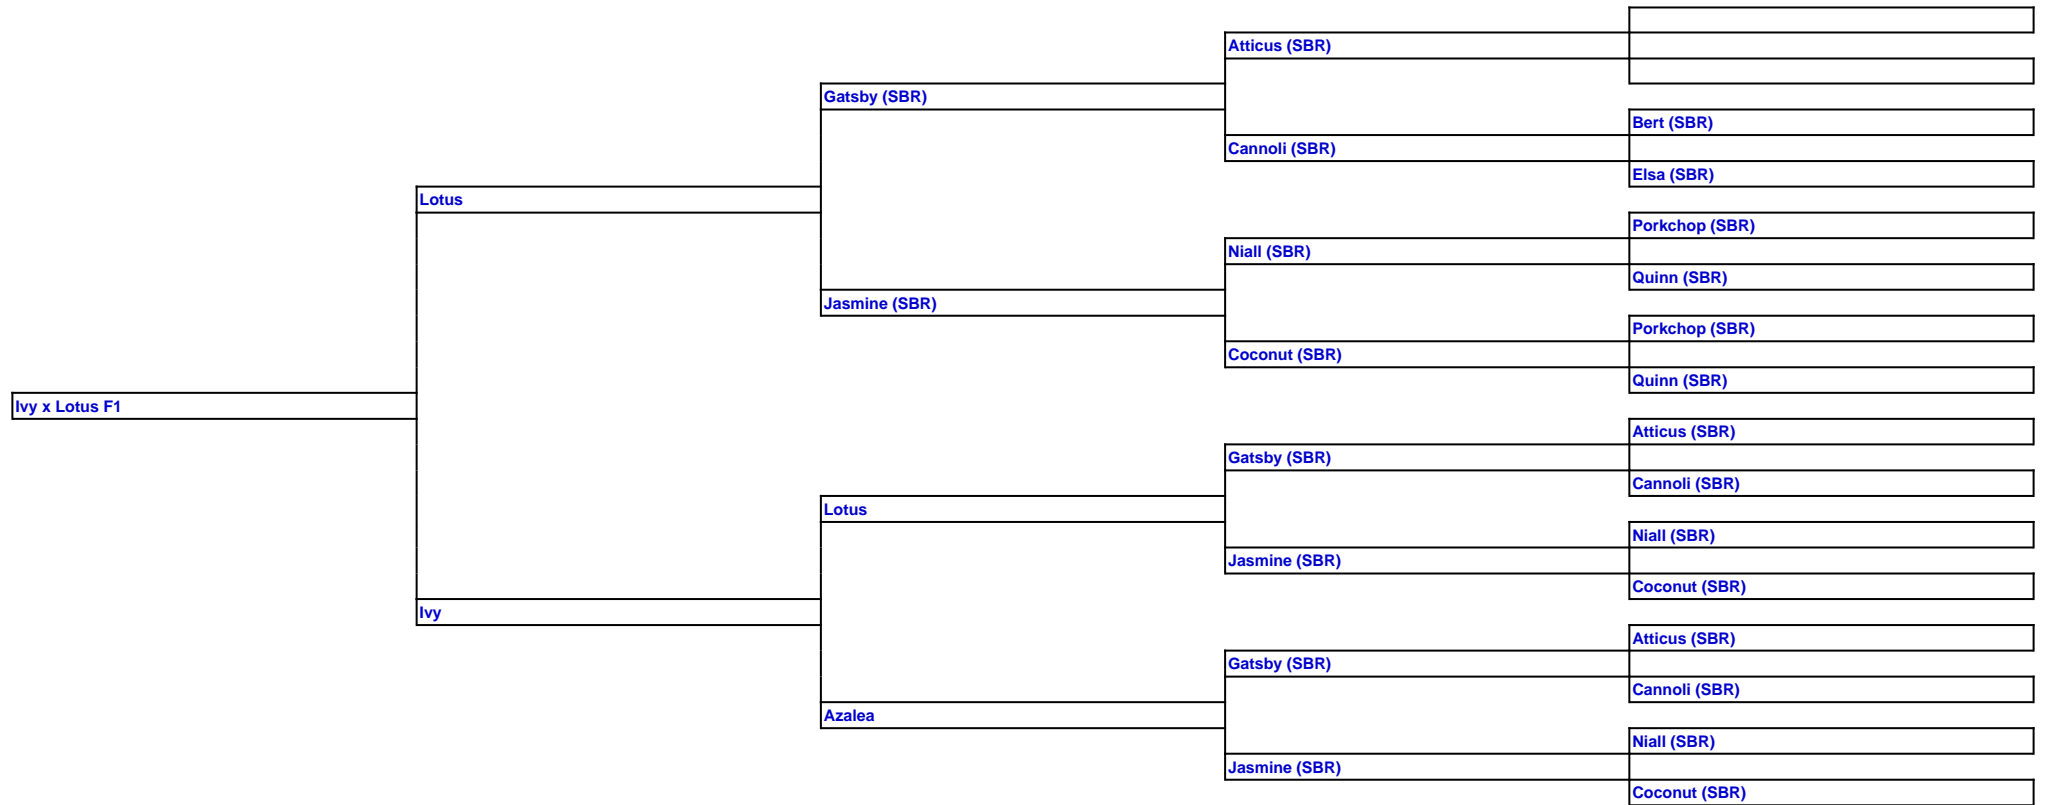 Atticus (SBR)
Gatsby (SBR)
Bert (SBR)
Cannoli (SBR)
Elsa (SBR)
Lotus
Porkchop (SBR)
Niall (SBR)
Quinn (SBR)
Jasmine (SBR)
Porkchop (SBR)
Coconut (SBR)
Quinn (SBR)
Ivy x Lotus F1
Atticus (SBR)
Gatsby (SBR)
Cannoli (SBR)
Lotus
Niall (SBR)
Jasmine (SBR)
Coconut (SBR)
Ivy
Atticus (SBR)
Gatsby (SBR)
Cannoli (SBR)
Azalea
Niall (SBR)
Jasmine (SBR)
Coconut (SBR)